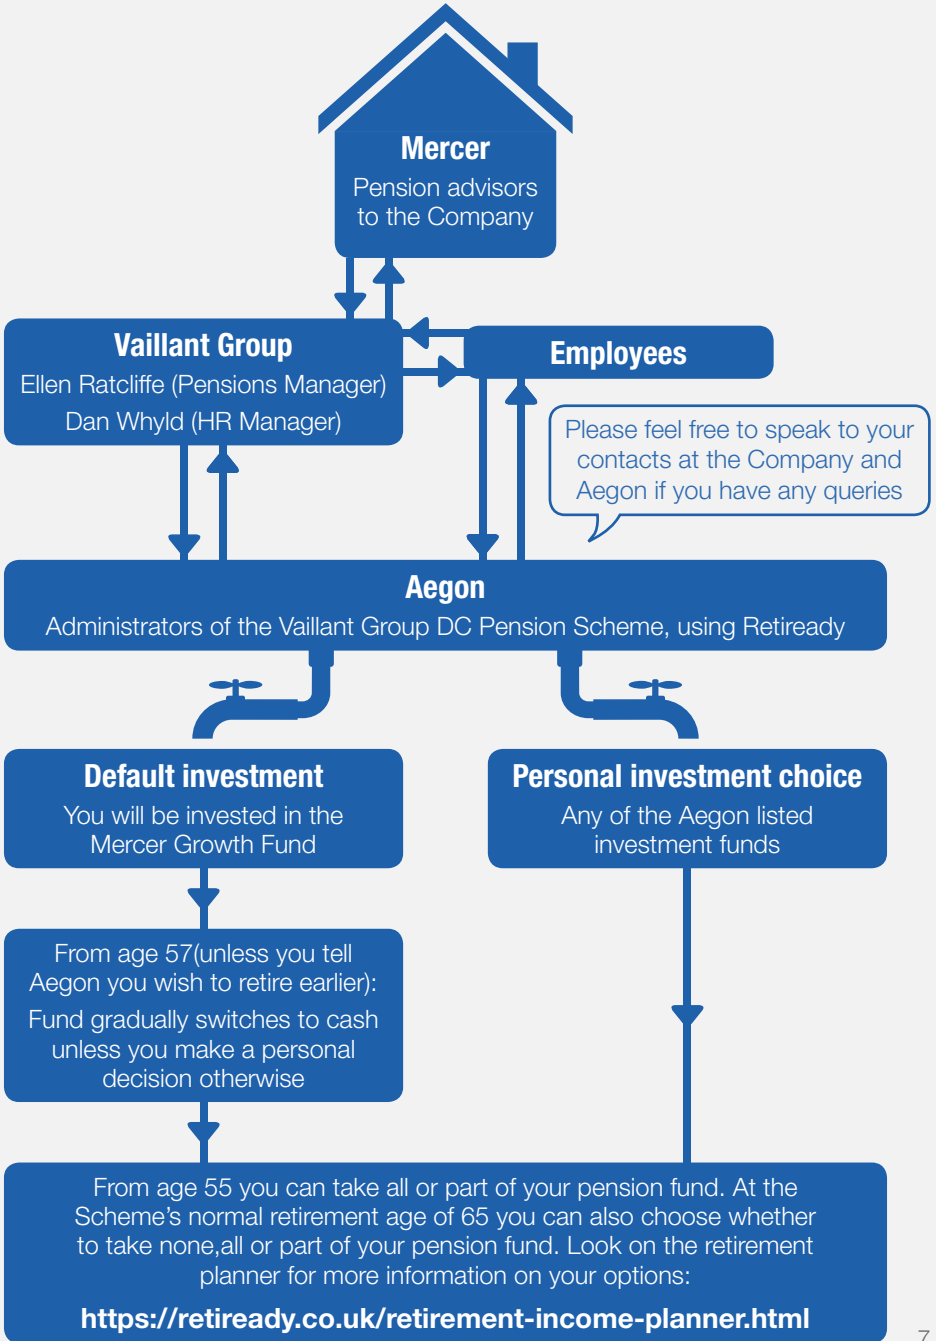 Mercer
Pension advisors
to the Company
Vaillant Group
Ellen Ratcliffe (Pensions Manager)
Dan Whyld (HR Manager)
Employees
Please feel free to speak to your
contacts at the Company and
Aegon if you have any queries
Aegon
Administrators of the Vaillant Group DC Pension Scheme, using Retiready
Default investment
You will be invested in the
Mercer Growth Fund
Personal investment choice
Any of the Aegon listed
investment funds
From age 57(unless you tell
Aegon you wish to retire earlier):
Fund gradually switches to cash
unless you make a personal
decision otherwise
From age 55 you can take all or part of your pension fund. At the
Scheme's normal retirement age of 65 you can also choose whether
to take none,all or part of your pension fund. Look on the retirement
planner for more information on your options:
https://retiready.co.uk/retirement-income-planner.html
7